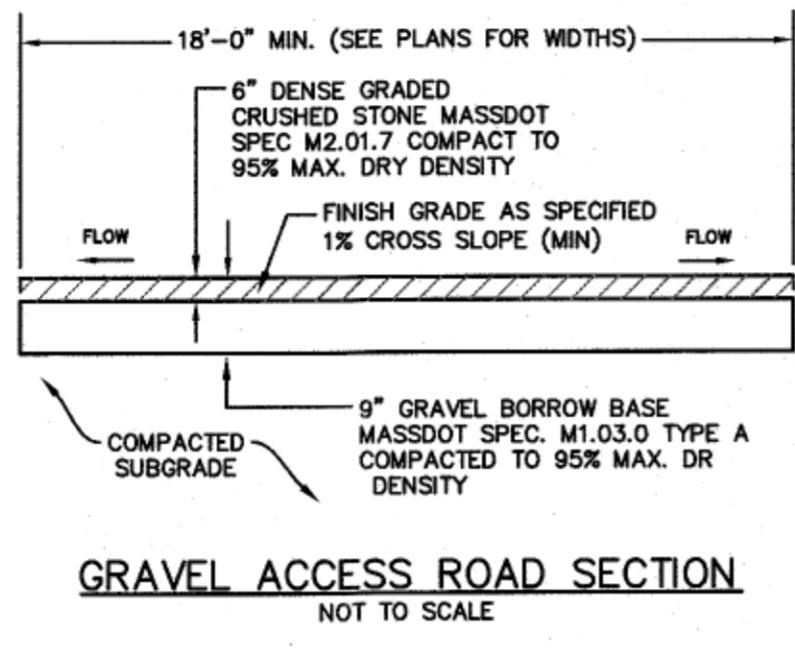 18'-0" MIN. (SEE PLANS FOR WIDTHS)
6" DENSE GRADED
CRUSHED STONE MASSDOT
SPEC M2.01.7 COMPACT TO
95% MAX. DRY DENSITY
FINISH GRADE AS SPECIFIED
1% CROSS SLOPE (MIN)
FLOW
FLOW
9" GRAVEL BORROW BASE
MASSDOT SPEC. M1.03.0 TYPE A
COMPACTED TO 95% MAX. DR
DENSITY
COMPACTED
SUBGRADE
GRAVEL ACCESS ROAD SECTION
NOT TO SCALE